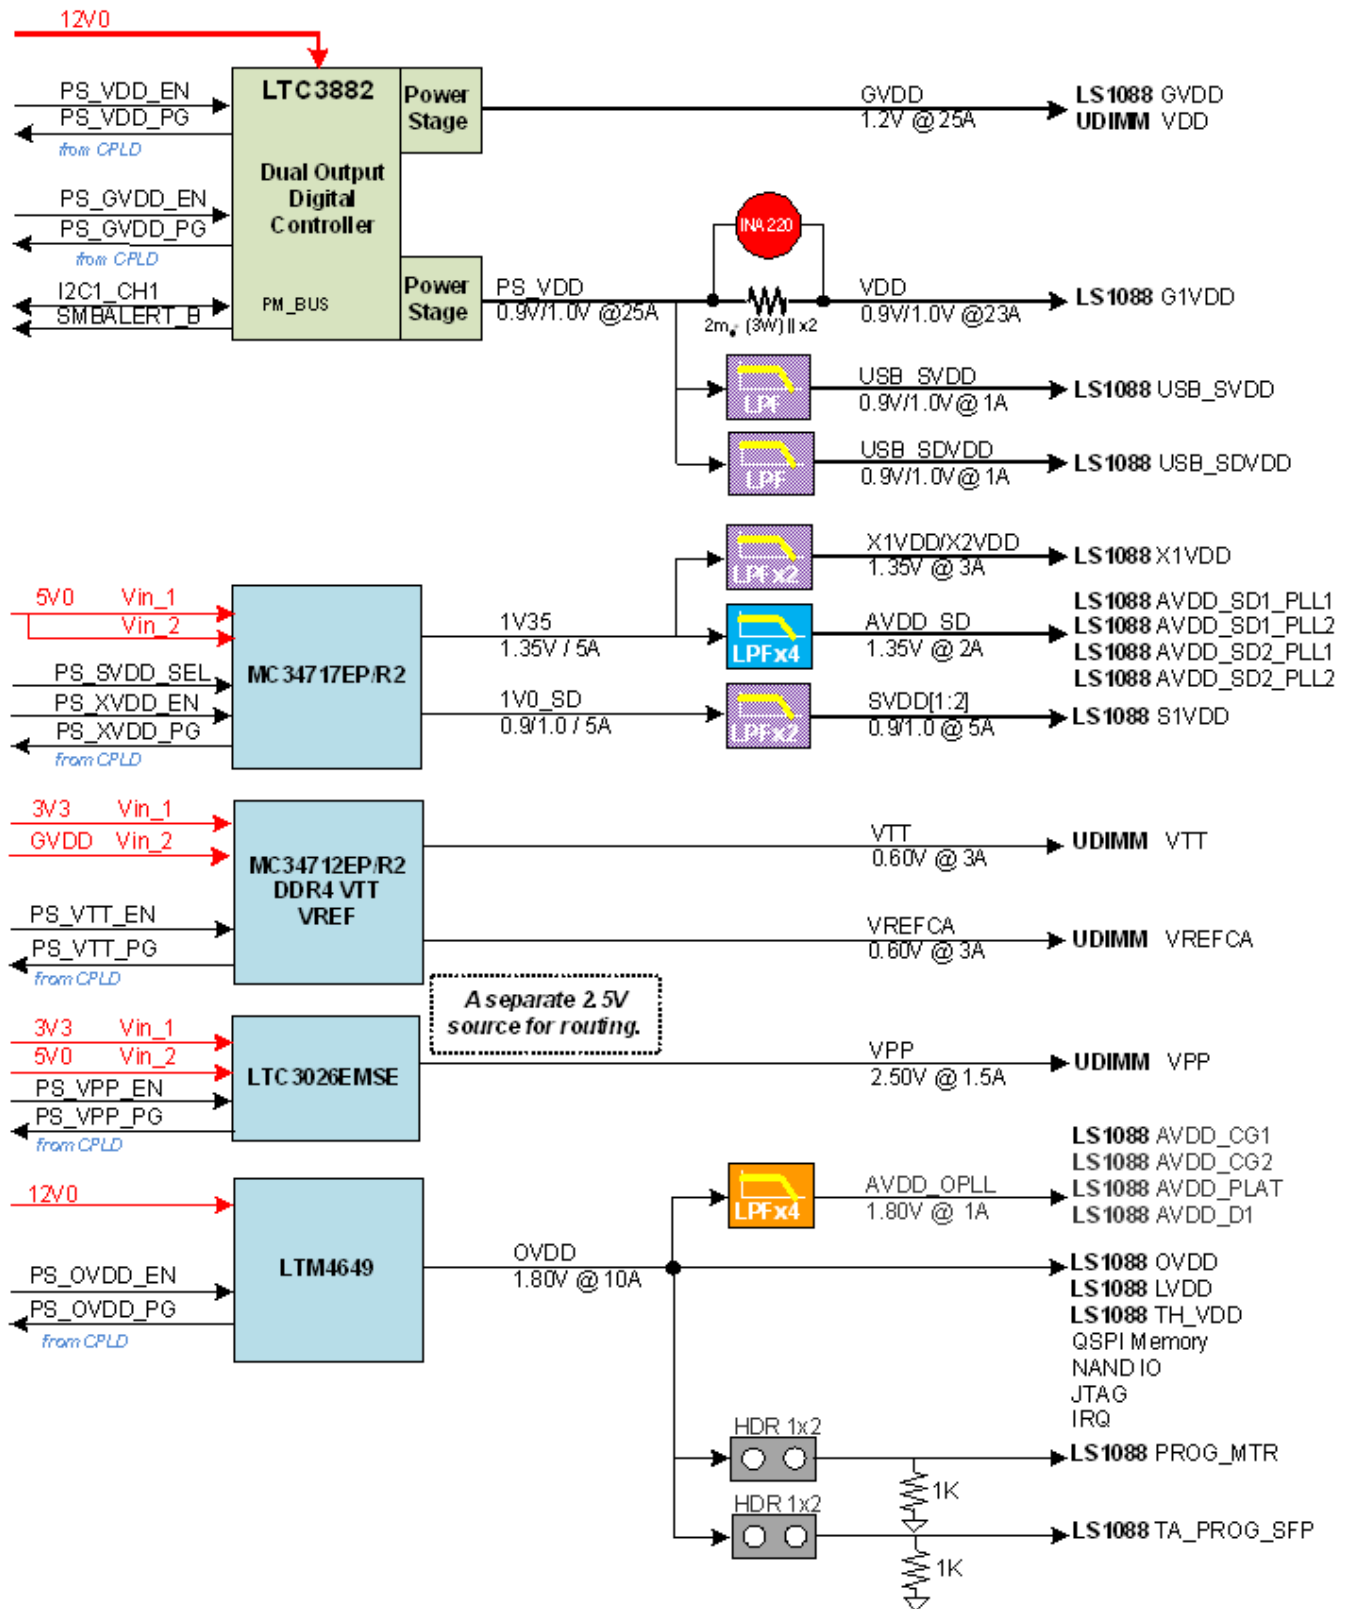 12V0
PS_VDD_EN
PS_VDD_PG
from CPLD
PS_GVDD_EN
PS_GVDD_PG
from CPLD
I2C1_CH1
SMBALERT_B
LTC3882
Dual Output
Digital
Controller
PM_BUS
Power
Stage
Power
Stage
GVDD
1.2V @ 25A
LS1088 GVDD
UDIMM VDD
PS_VDD
0.9V/1.0V @25A
INA220
2m (3W) || x2
VDD
0.9V/1.0V @23A
LS1088 G1VDD
LPF
USB_SVDD
0.9V/1.0V @ 1A
LS1088 USB_SVDD
LPF
USB_SDVDD
0.9V/1.0V @ 1A
LS1088 USB_SDVDD
5V0 Vin_1
Vin_2
PS_SVDD_SEL
PS_XVDD_EN
PS_XVDD_PG
from CPLD
MC34717EP/R2
1V35
1.35V / 5A
1V0_SD
0.9/1.0 / 5A
LPFx2
X1VDD/X2VDD
1.35V @ 3A
LS1088 X1VDD
LPFx4
AVDD_SD
1.35V @ 2A
LS1088 AVDD_SD1_PLL1
LS1088 AVDD_SD1_PLL2
LS1088 AVDD_SD2_PLL1
LS1088 AVDD_SD2_PLL2
LPFx2
SVDD[1:2]
0.9/1.0 @ 5A
LS1088 S1VDD
3V3 Vin_1
GVDD Vin_2
PS_VTT_EN
PS_VTT_PG
from CPLD
MC34712EP/R2
DDR4 VTT
VREF
VTT
0.60V @ 3A
UDIMM VTT
VREFCA
0.60V @ 3A
UDIMM VREFCA
A separate 2.5V
source for routing.
3V3 Vin_1
5V0 Vin_2
PS_VPP_EN
PS_VPP_PG
from CPLD
LTC3026EMSE
VPP
2.50V @ 1.5A
UDIMM VPP
12V0
PS_OVDD_EN
PS_OVDD_PG
from CPLD
LTM4649
OVDD
1.80V @ 10A
LPFx4
AVDD_OPLL
1.80V @ 1A
LS1088 AVDD_CG1
LS1088 AVDD_CG2
LS1088 AVDD_PLAT
LS1088 AVDD_D1
LS1088 OVDD
LS1088 LVDD
LS1088 TH_VDD
QSPI Memory
NAND IO
JTAG
IRQ
HDR 1x2
LS1088 PROG_MTR
1K
HDR 1x2
LS1088 TA_PROG_SFP
1K